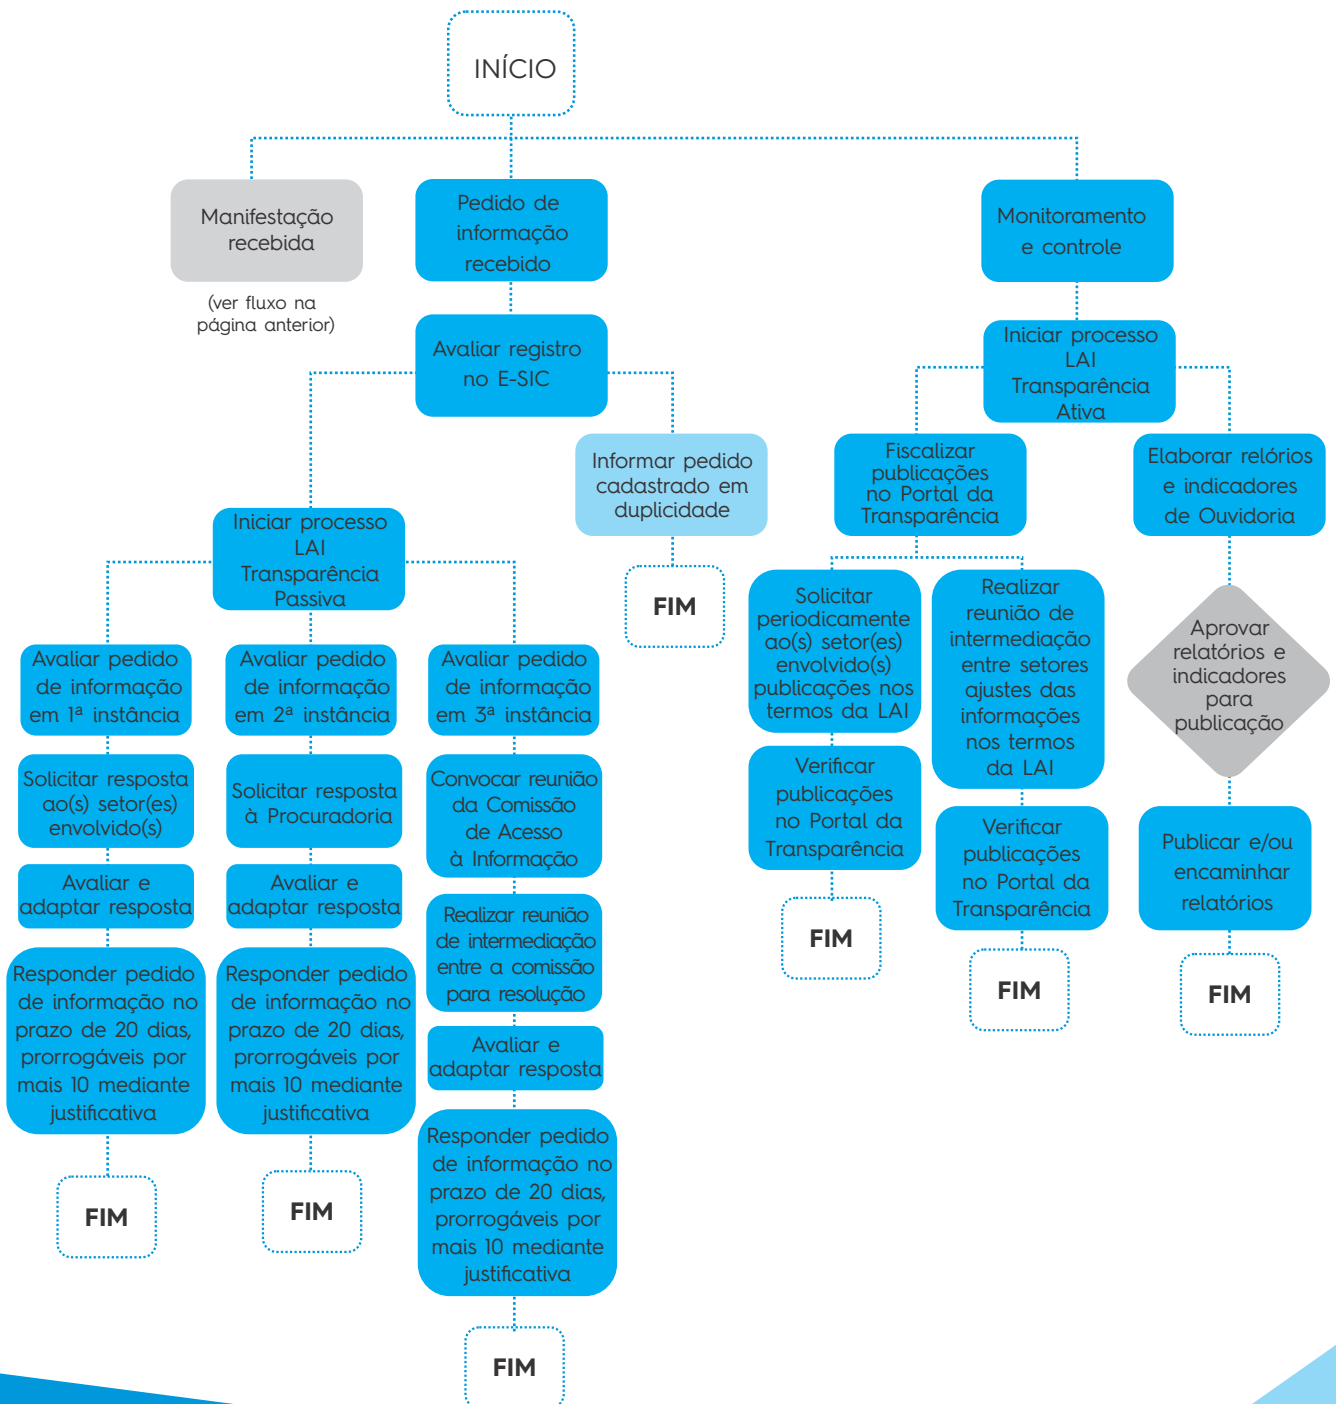 INÍCIO
Manifestação
recebida
(ver fluxo na
página anterior)
Pedido de
informação
recebido
Avaliar registro
no E-SIC
Informar pedido
cadastrado em
duplicidade
FIM
Iniciar processo
LAI
Transparência
Passiva
Avaliar pedido
de informação
em 1ª instância
Solicitar resposta
ao(s) setor(es)
envolvido(s)
Avaliar e
adaptar resposta
Responder pedido
de informação no
prazo de 20 dias,
prorrogáveis por
mais 10 mediante
justificativa
FIM
Avaliar pedido
de informação
em 2ª instância
Solicitar resposta
à Procuradoria
Avaliar e
adaptar resposta
Responder pedido
de informação no
prazo de 20 dias,
prorrogáveis por
mais 10 mediante
justificativa
FIM
Avaliar pedido
de informação
em 3ª instância
Convocar reunião
da Comissão
de Acesso
à Informação
Realizar reunião
de intermediação
entre a comissão
para resolução
Avaliar e
adaptar resposta
Responder pedido
de informação no
prazo de 20 dias,
prorrogáveis por
mais 10 mediante
justificativa
FIM
Monitoramento
e controle
Iniciar processo
LAI
Transparência
Ativa
Fiscalizar
publicações
no Portal da
Transparência
Solicitar
periodicamente
ao(s) setor(es)
envolvido(s)
publicações nos
termos da LAI
Verificar
publicações
no Portal da
Transparência
FIM
Realizar
reunião de
intermediação
entre setores
ajustes das
informações
nos termos
da LAI
Verificar
publicações
no Portal da
Transparência
FIM
Elaborar relórios
e indicadores
de Ouvidoria
Aprovar
relatórios e
indicadores
para
publicação
Publicar e/ou
encaminhar
relatórios
FIM